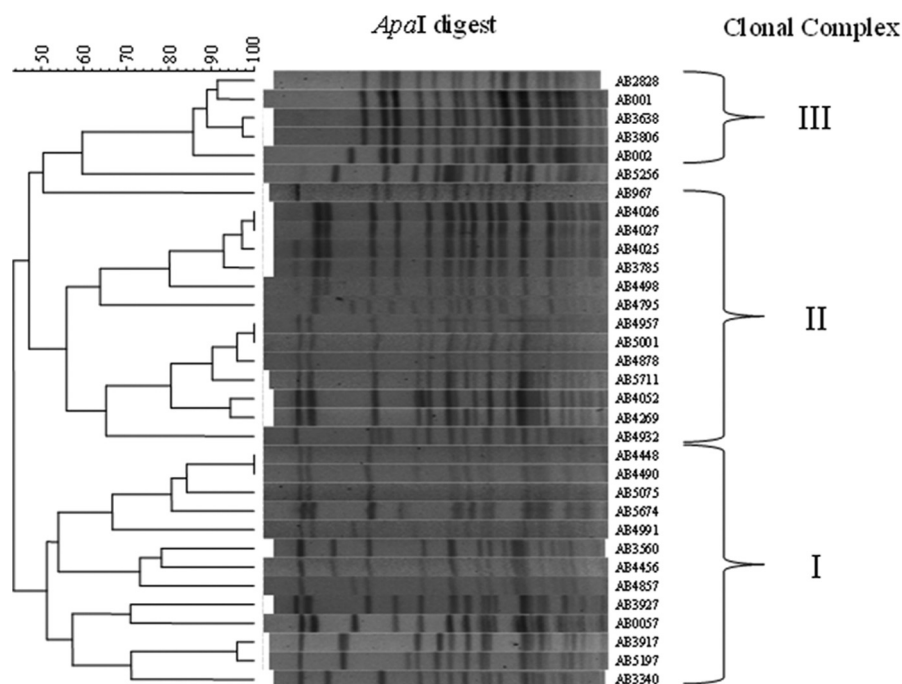 ApaI digest
Clonal Complex
50 60 70 80 90 100
AB2828
AB001
AB3638
AB3806
AB002
AB5256
AB967
AB4026
AB4027
AB4025
AB3785
AB4498
AB4795
AB4957
AB5001
AB4878
AB5711
AB4052
AB4269
AB4932
AB4448
AB4490
AB5075
AB5674
AB4991
AB3560
AB4456
AB4857
AB3927
AB0057
AB3917
AB5197
AB3340
III
II
I